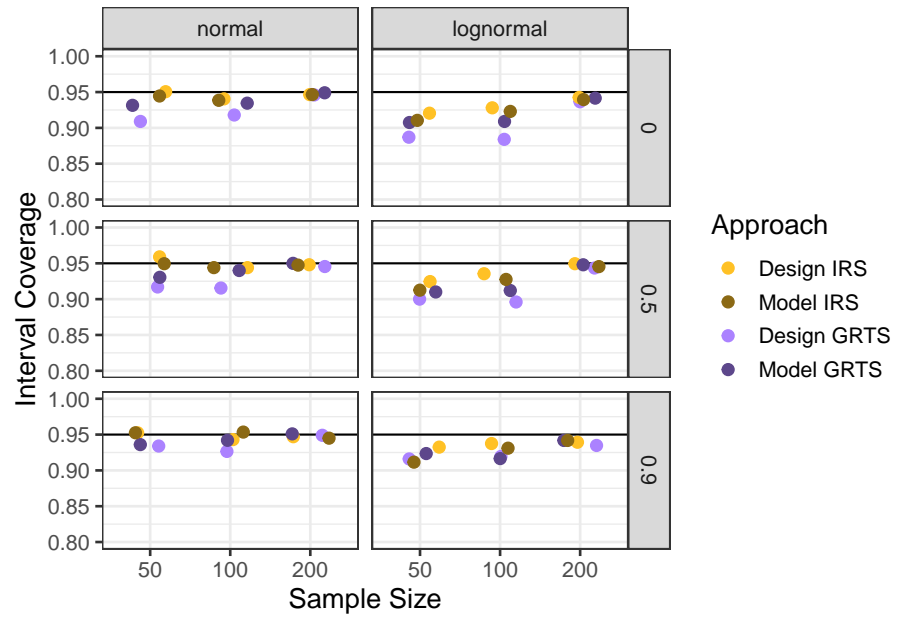 normal
lognormal
1.00
0.95
0.90
0.85
0.80
0
1.00
0.95
0.90
0.85
0.80
0.5
1.00
0.95
0.90
0.85
0.80
0.9
50
100
200
50
100
200
Sample Size
Interval Coverage
Approach
Design IRS
Model IRS
Design GRTS
Model GRTS